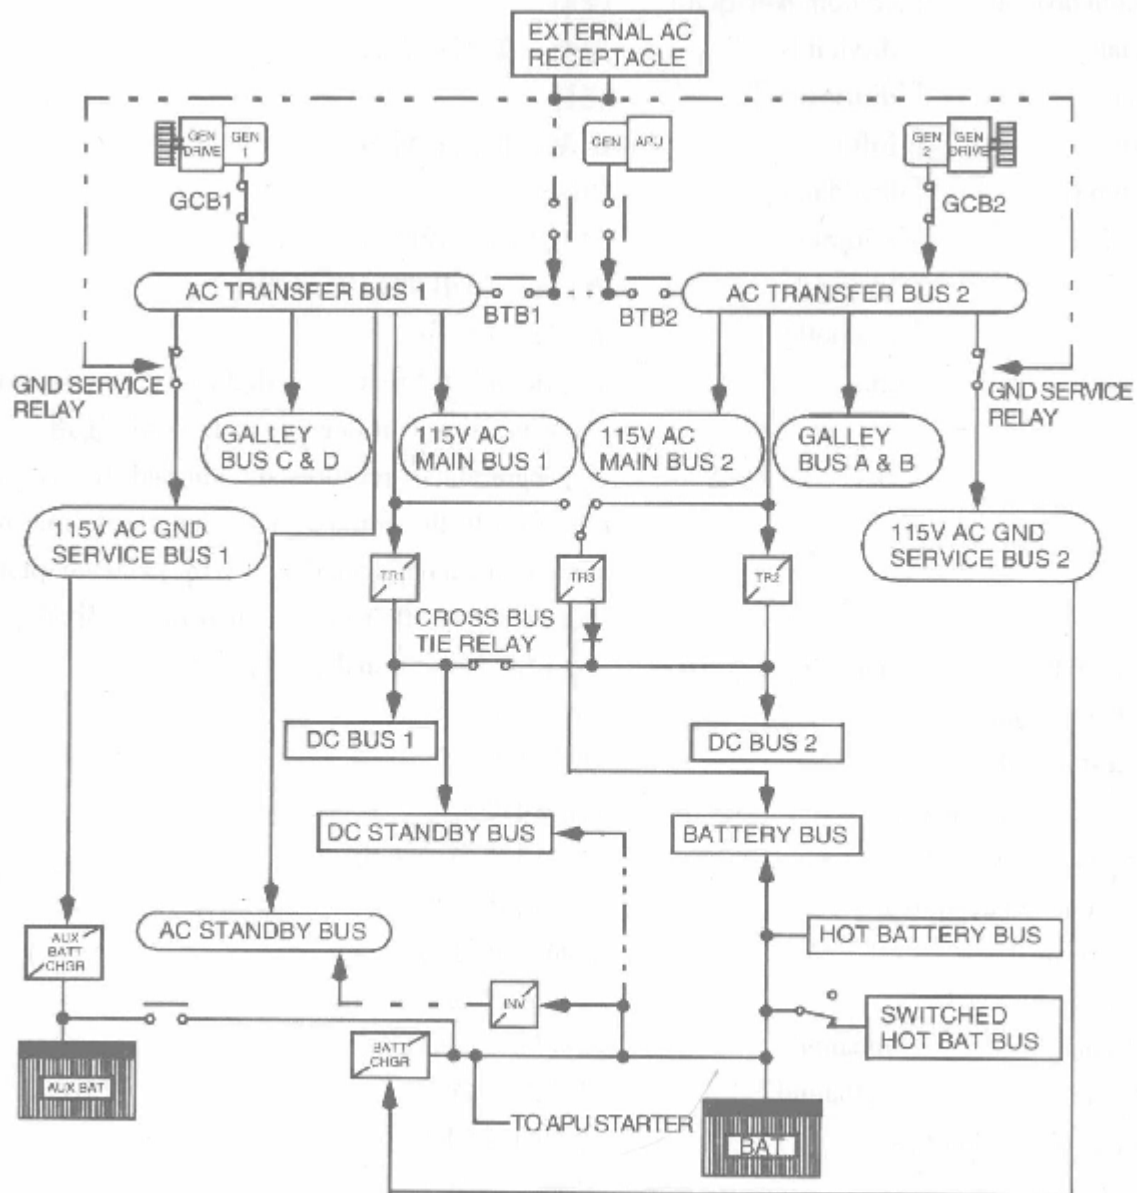 EXTERNAL AC
RECEPTACLE
GEN
DRIVE
GEN
1
GEN
APU
GEN
2
GEN
DRIVE
GCB1
GCB2
AC TRANSFER BUS 1
BTB1
BTB2
AC TRANSFER BUS 2
GND SERVICE
RELAY
GND SERVICE
RELAY
GALLEY
BUS C & D
115V AC
MAIN BUS 1
115V AC
MAIN BUS 2
GALLEY
BUS A & B
115V AC GND
SERVICE BUS 1
115V AC GND
SERVICE BUS 2
TR1
TR3
TR2
CROSS BUS
TIE RELAY
DC BUS 1
DC BUS 2
DC STANDBY BUS
BATTERY BUS
AC STANDBY BUS
HOT BATTERY BUS
AUX
BATT
CHGR
INV
SWITCHED
HOT BAT BUS
BATT
CHGR
AUX BAT
TO APU STARTER
BAT